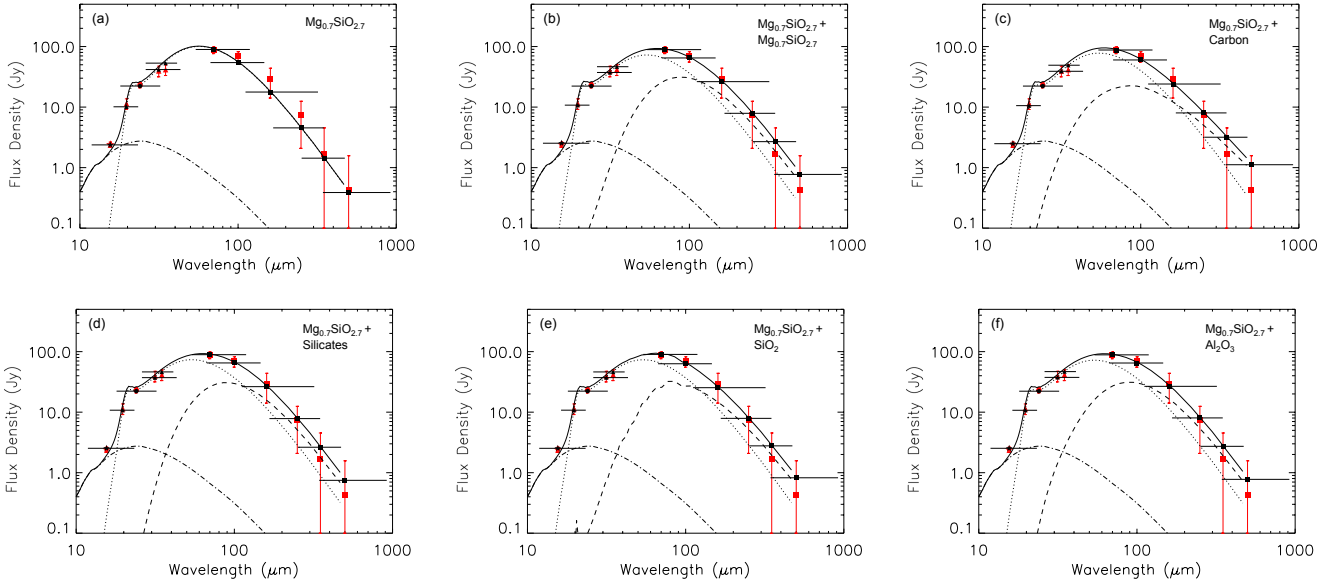 (a) Mg0.7SiO2.7
Flux Density (Jy)
100.0
10.0
1.0
0.1
10 100 1000
Wavelength (μm)
(b) Mg0.7SiO2.7 +
Mg0.7SiO2.7
Flux Density (Jy)
100.0
10.0
1.0
0.1
10 100 1000
Wavelength (μm)
(c) Mg0.7SiO2.7 +
Carbon
Flux Density (Jy)
100.0
10.0
1.0
0.1
10 100 1000
Wavelength (μm)
(d) Mg0.7SiO2.7 +
Silicates
Flux Density (Jy)
100.0
10.0
1.0
0.1
10 100 1000
Wavelength (μm)
(e) Mg0.7SiO2.7 +
SiO2
Flux Density (Jy)
100.0
10.0
1.0
0.1
10 100 1000
Wavelength (μm)
(f) Mg0.7SiO2.7 +
Al2O3
Flux Density (Jy)
100.0
10.0
1.0
0.1
10 100 1000
Wavelength (μm)